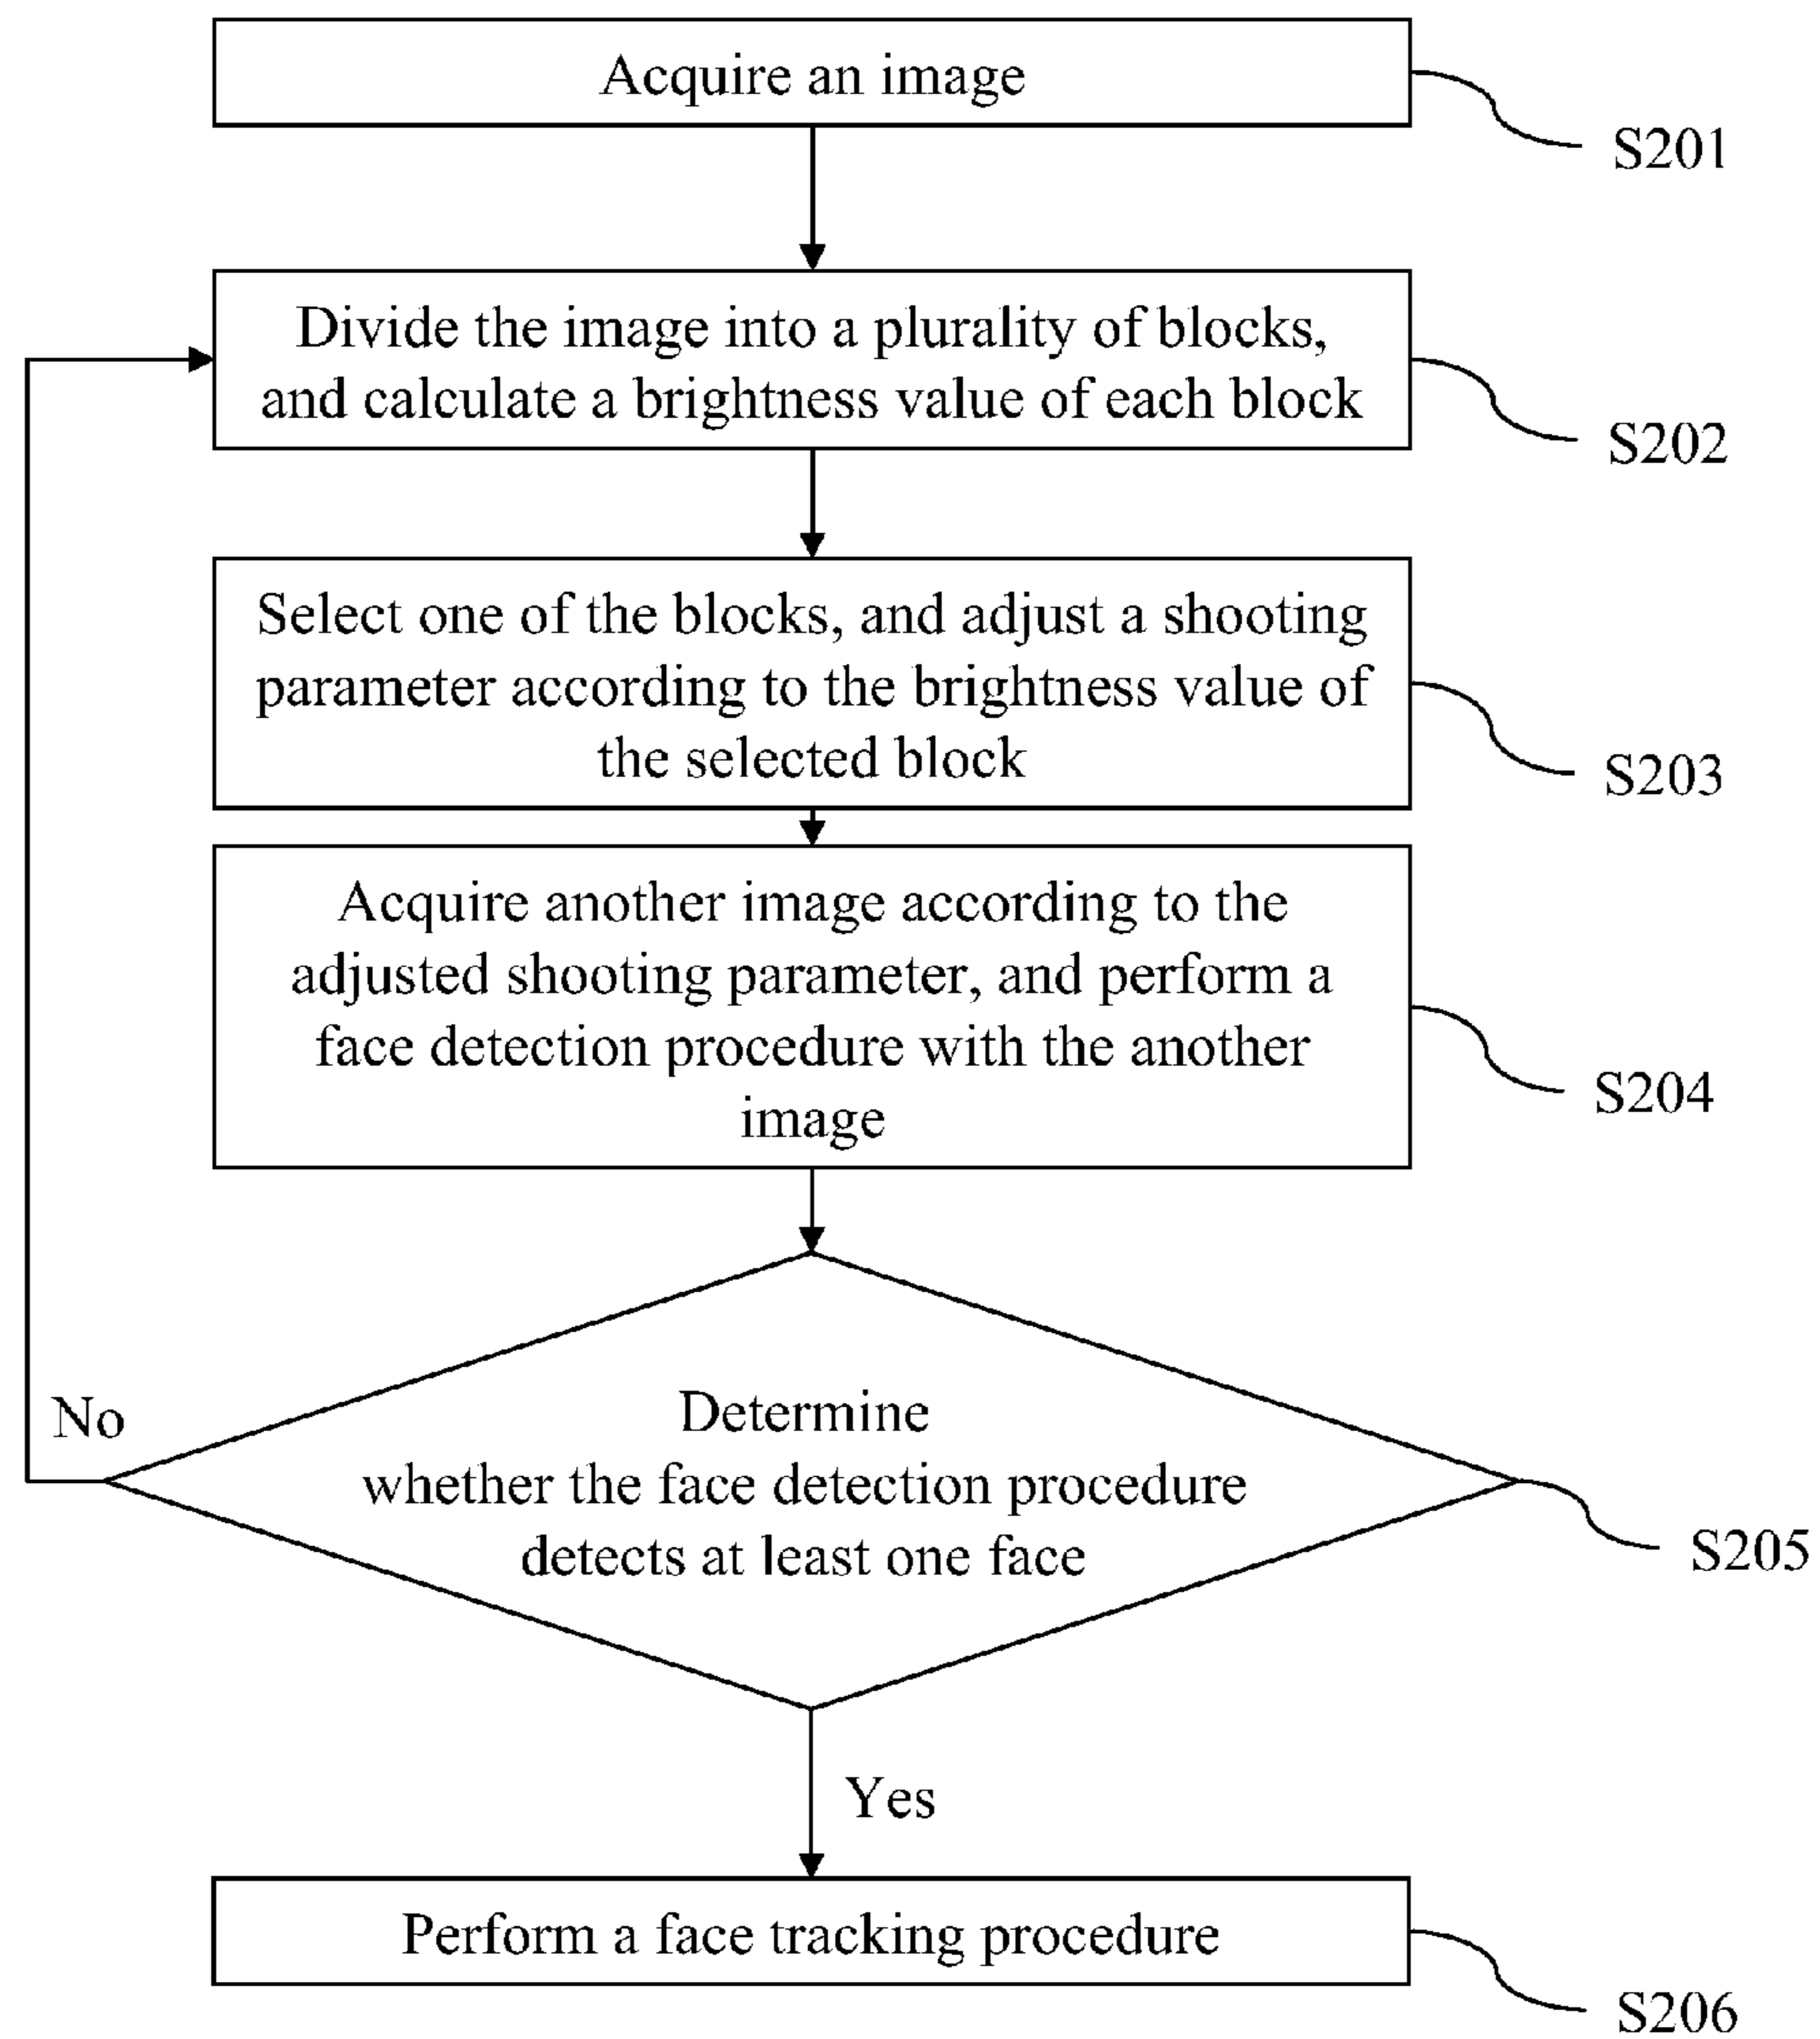 Acquire an image
S201
Divide the image into a plurality of blocks,
and calculate a brightness value of each block
S202
Select one of the blocks, and adjust a shooting
parameter according to the brightness value of
the selected block
S203
Acquire another image according to the
adjusted shooting parameter, and perform a
face detection procedure with the another
image
S204
No
Determine
whether the face detection procedure
detects at least one face
S205
Yes
Perform a face tracking procedure
S206